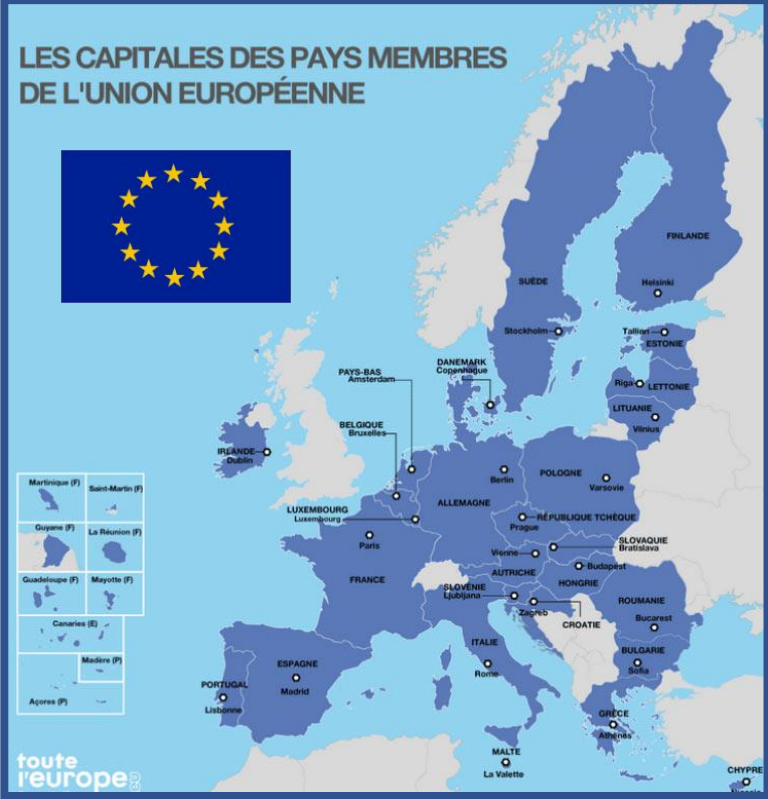 LES CAPITALES DES PAYS MEMBRES
DE L'UNION EUROPÉENNE
FINLANDE
Helsinki
SUÈDE
Stockholm
Tallinn
ESTONIE
Riga
LETTONIE
LITUANIE
Vilnius
DANEMARK
Copenhague
PAYS-BAS
Amsterdam
BELGIQUE
Bruxelles
IRLANDE
Dublin
LUXEMBOURG
Luxembourg
Berlin
ALLEMAGNE
POLOGNE
Varsovie
RÉPUBLIQUE TCHÈQUE
Prague
SLOVAQUIE
Bratislava
Vienne
AUTRICHE
Budapest
HONGRIE
Paris
FRANCE
SLOVÉNIE
Ljubljana
Zagreb
CROATIE
ROUMANIE
Bucarest
BULGARIE
Sofia
ITALIE
Rome
ESPAGNE
Madrid
PORTUGAL
Lisbonne
GRÈCE
Athènes
MALTE
La Valette
CHYPRE
Martinique (F)
Saint-Martin (F)
Guyane (F)
La Réunion (F)
Guadeloupe (F)
Mayotte (F)
Canaries (E)
Madère (P)
Açores (P)
toute
l'europe